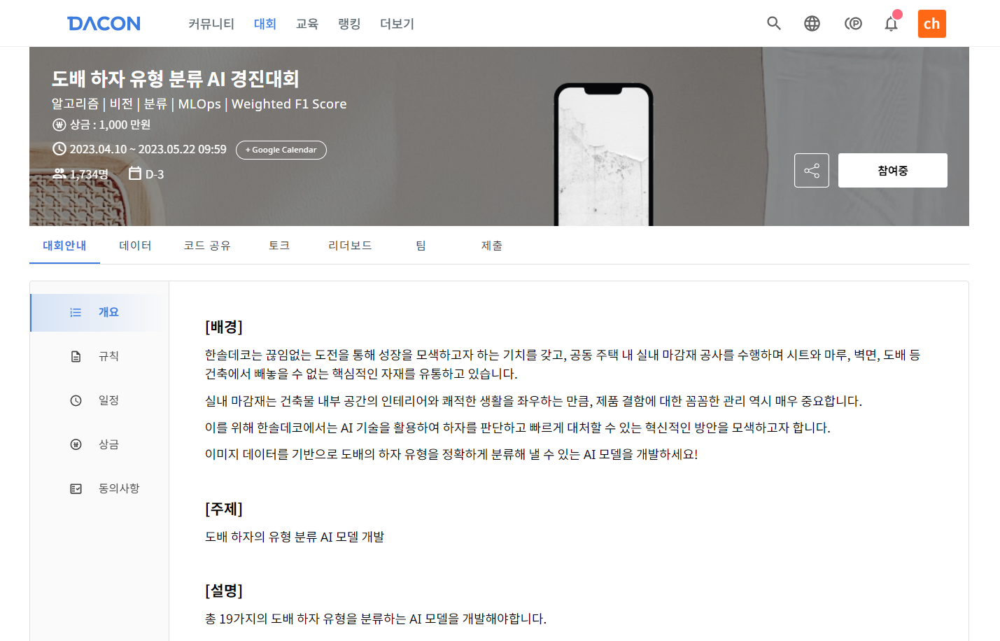 DACON
커뮤니티 대회 교육 랭킹 더보기
ch
도배 하자 유형 분류 AI 경진대회
알고리즘 | 비전 | 분류 | MLOps | Weighted F1 Score
상금 : 1,000 만원
2023.04.10 ~ 2023.05.22 09:59 + Google Calendar
1,734명 D-3
참여중
대회안내 데이터 코드 공유 토크 리더보드 팀 제출
개요
규칙
일정
상금
동의사항
[배경]
한솔데코는 끊임없는 도전을 통해 성장을 모색하고자 하는 기치를 갖고, 공동 주택 내 실내 마감재 공사를 수행하며 시트와 마루, 벽면, 도배 등
건축에서 빼놓을 수 없는 핵심적인 자재를 유통하고 있습니다.
실내 마감재는 건축물 내부 공간의 인테리어와 쾌적한 생활을 좌우하는 만큼, 제품 결함에 대한 꼼꼼한 관리 역시 매우 중요합니다.
이를 위해 한솔데코에서는 AI 기술을 활용하여 하자를 판단하고 빠르게 대처할 수 있는 혁신적인 방안을 모색하고자 합니다.
이미지 데이터를 기반으로 도배의 하자 유형을 정확하게 분류해 낼 수 있는 AI 모델을 개발하세요!
[주제]
도배 하자의 유형 분류 AI 모델 개발
[설명]
총 19가지의 도배 하자 유형을 분류하는 AI 모델을 개발해야합니다.